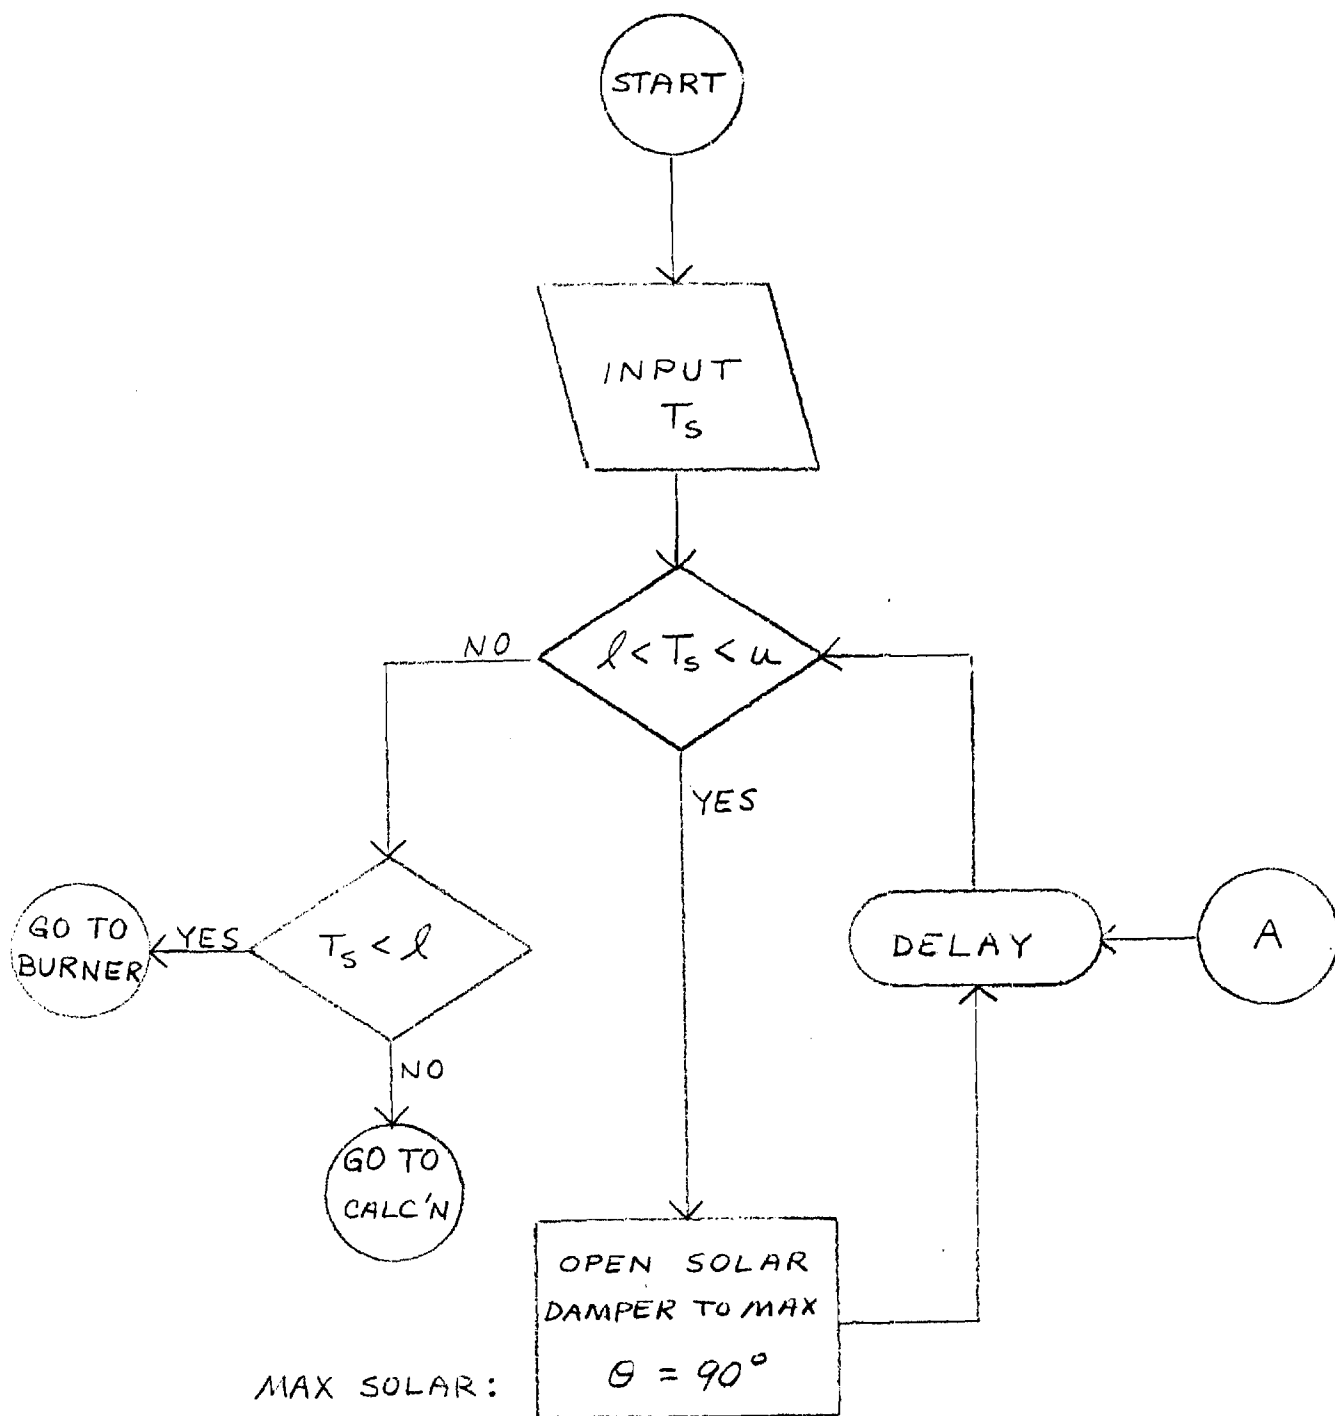 START
INPUT
Ts
l < Ts < u
NO
YES
Ts < l
YES
GO TO
BURNER
DELAY
A
NO
GO TO
CALC'N
OPEN SOLAR
DAMPER TO MAX
θ = 90°
MAX SOLAR: